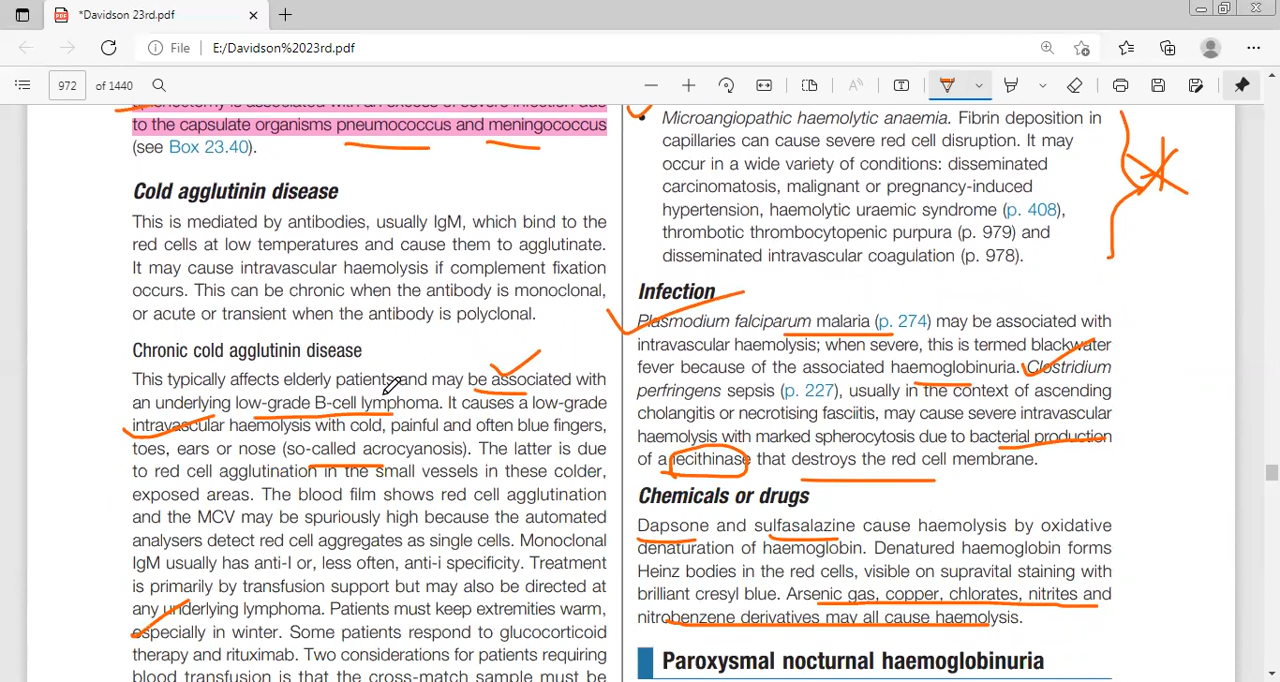 *Davidson 23rd.pdf
File
E:/Davidson%2023rd.pdf
972 of 1440
to the capsulate organisms pneumococcus and meningococcus
(see Box 23.40).
Cold agglutinin disease
This is mediated by antibodies, usually IgM, which bind to the
red cells at low temperatures and cause them to agglutinate.
It may cause intravascular haemolysis if complement fixation
occurs. This can be chronic when the antibody is monoclonal,
or acute or transient when the antibody is polyclonal.
Chronic cold agglutinin disease
This typically affects elderly patients and may be associated with
an underlying low-grade B-cell lymphoma. It causes a low-grade
intravascular haemolysis with cold, painful and often blue fingers,
toes, ears or nose (so-called acrocyanosis). The latter is due
to red cell agglutination in the small vessels in these colder,
exposed areas. The blood film shows red cell agglutination
and the MCV may be spuriously high because the automated
analysers detect red cell aggregates as single cells. Monoclonal
IgM usually has anti-I or, less often, anti-i specificity. Treatment
is primarily by transfusion support but may also be directed at
any underlying lymphoma. Patients must keep extremities warm,
especially in winter. Some patients respond to glucocorticoid
therapy and rituximab. Two considerations for patients requiring
blood transfusion is that the cross-match sample must be
• Microangiopathic haemolytic anaemia. Fibrin deposition in
capillaries can cause severe red cell disruption. It may
occur in a wide variety of conditions: disseminated
carcinomatosis, malignant or pregnancy-induced
hypertension, haemolytic uraemic syndrome (p. 408),
thrombotic thrombocytopenic purpura (p. 979) and
disseminated intravascular coagulation (p. 978).
Infection
Plasmodium falciparum malaria (p. 274) may be associated with
intravascular haemolysis; when severe, this is termed blackwater
fever because of the associated haemoglobinuria. Clostridium
perfringens sepsis (p. 227), usually in the context of ascending
cholangitis or necrotising fasciitis, may cause severe intravascular
haemolysis with marked spherocytosis due to bacterial production
of a lecithinase that destroys the red cell membrane.
Chemicals or drugs
Dapsone and sulfasalazine cause haemolysis by oxidative
denaturation of haemoglobin. Denatured haemoglobin forms
Heinz bodies in the red cells, visible on supravital staining with
brilliant cresyl blue. Arsenic gas, copper, chlorates, nitrites and
nitrobenzene derivatives may all cause haemolysis.
Paroxysmal nocturnal haemoglobinuria